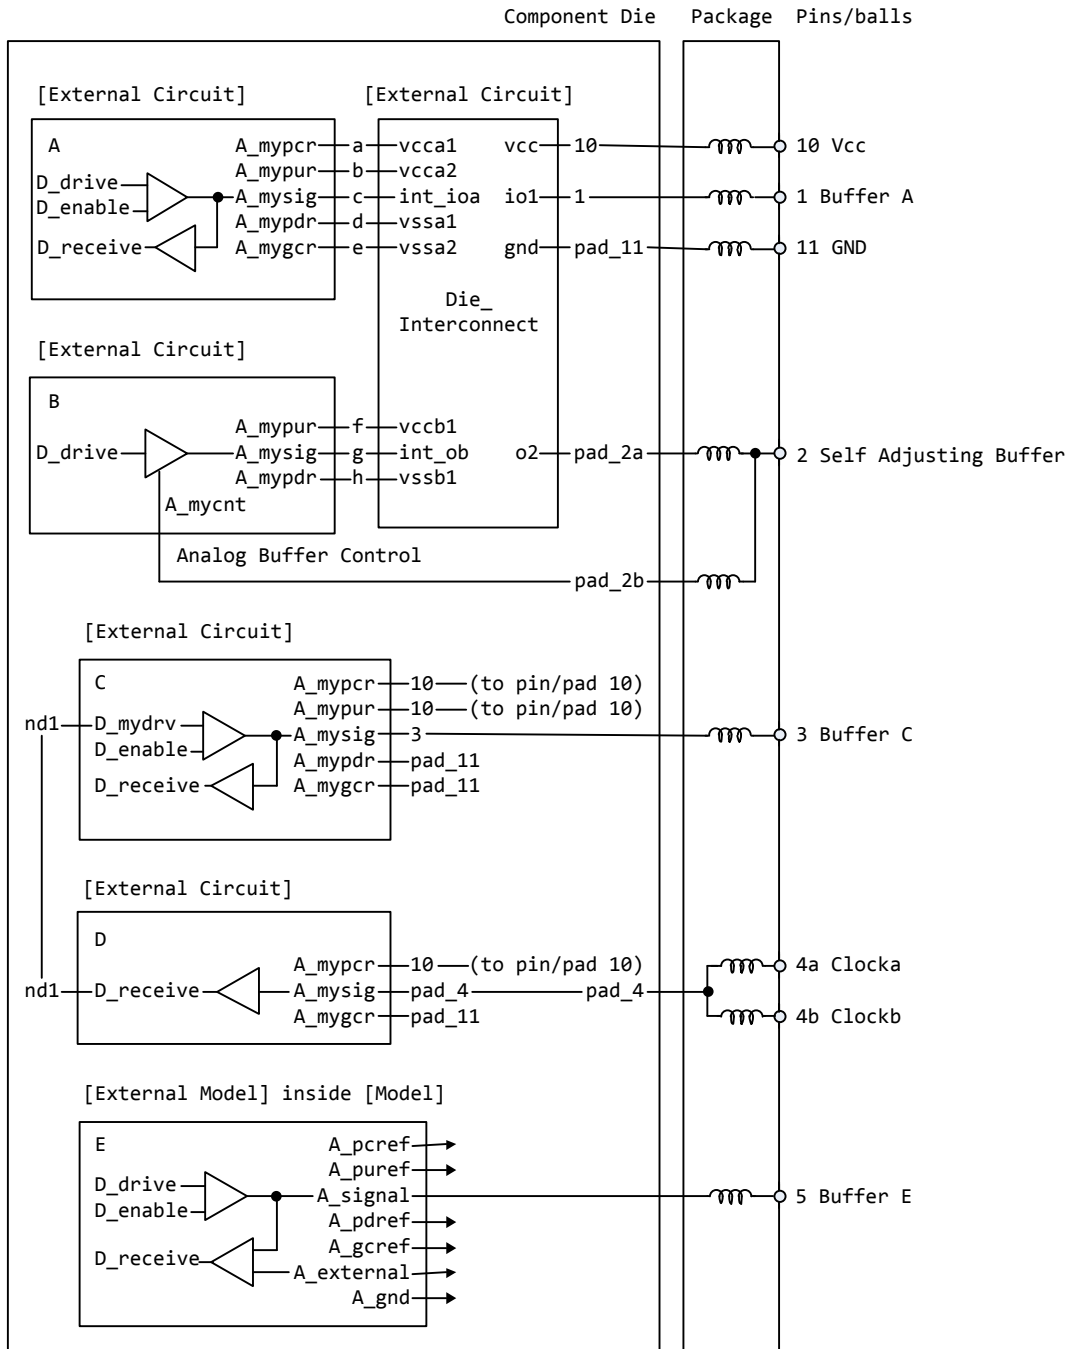 Component Die Package Pins/balls
[External Circuit] [External Circuit]
A A_mypcr a vcca1 vcc 10 10 Vcc
A_mypur b vcca2
D_drive
A_mysig c int_ioa io1 1 1 Buffer A
D_enable
A_mypdr d vssa1
D_receive A_mygcr e vssa2 gnd pad_11 11 GND
Die_
Interconnect
[External Circuit]
B
A_mypur f vccb1
D_drive A_mysig g int_ob o2 pad_2a 2 Self Adjusting Buffer
A_mypdr h vssb1
A_mycnt
Analog Buffer Control
pad_2b
[External Circuit]
C A_mypcr 10 (to pin/pad 10)
A_mypur 10 (to pin/pad 10)
nd1 D_mydrv
A_mysig 3 3 Buffer C
D_enable
A_mypdr pad_11
D_receive A_mygcr pad_11
[External Circuit]
D
A_mypcr 10 (to pin/pad 10) 4a Clocka
nd1 D_receive A_mysig pad_4 pad_4
A_mygcr pad_11 4b Clockb
[External Model] inside [Model]
E A_pcref
A_puref
D_drive
A_signal 5 Buffer E
D_enable
A_pdref
A_gcref
D_receive
A_external
A_gnd